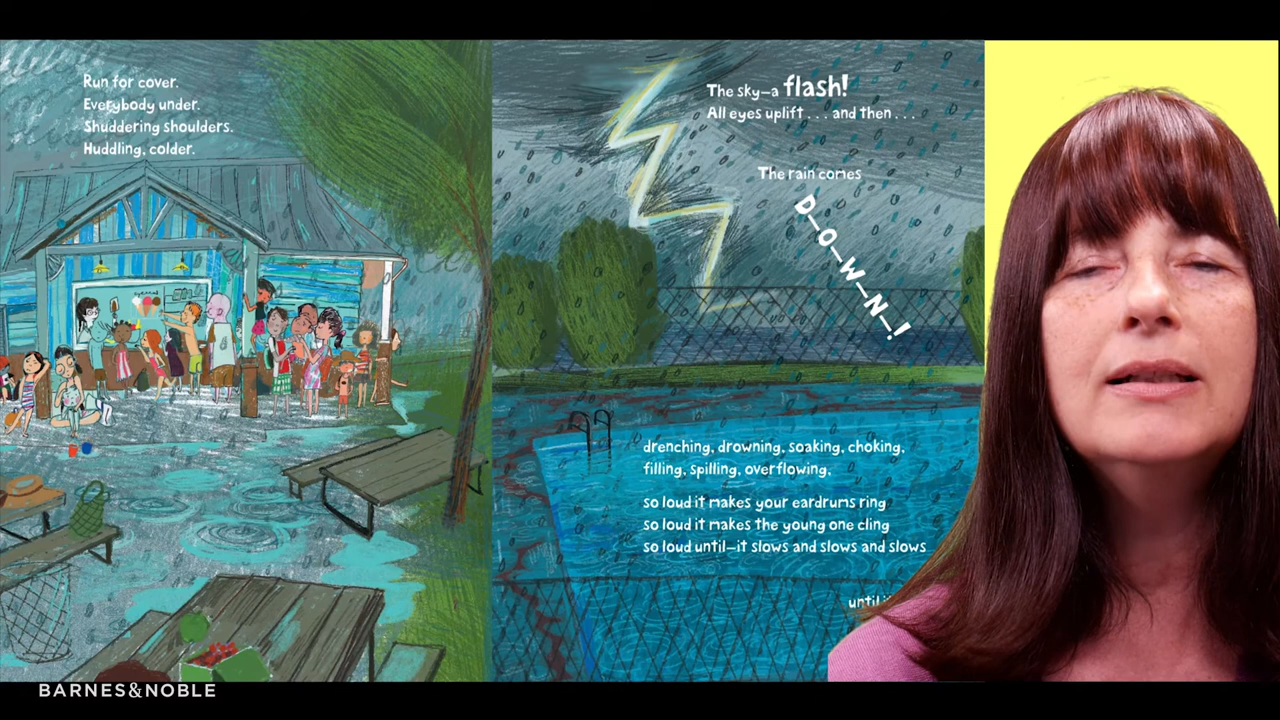 Run for cover.
Everybody under.
Shuddering shoulders.
Huddling, colder.
The sky—a flash!
All eyes uplift . . . and then . . .
The rain comes
D—O—W—N—!
drenching, drowning, soaking, choking,
filling, spilling, overflowing,
so loud it makes your eardrums ring
so loud it makes the young one cling
so loud until—it slows and slows and slows
until
BARNES&NOBLE